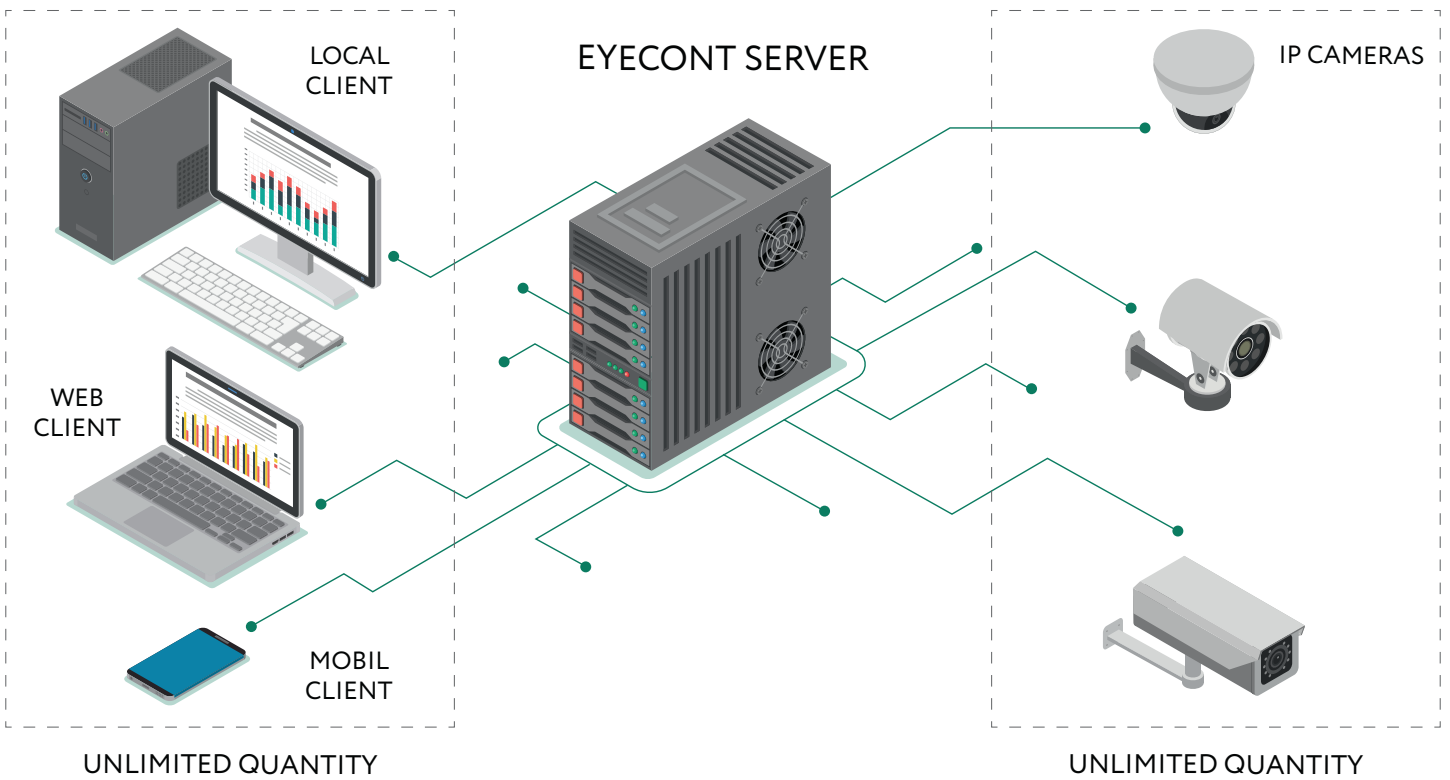 LOCAL
CLIENT
EYECONT SERVER
IP CAMERAS
WEB
CLIENT
MOBIL
CLIENT
UNLIMITED QUANTITY
UNLIMITED QUANTITY